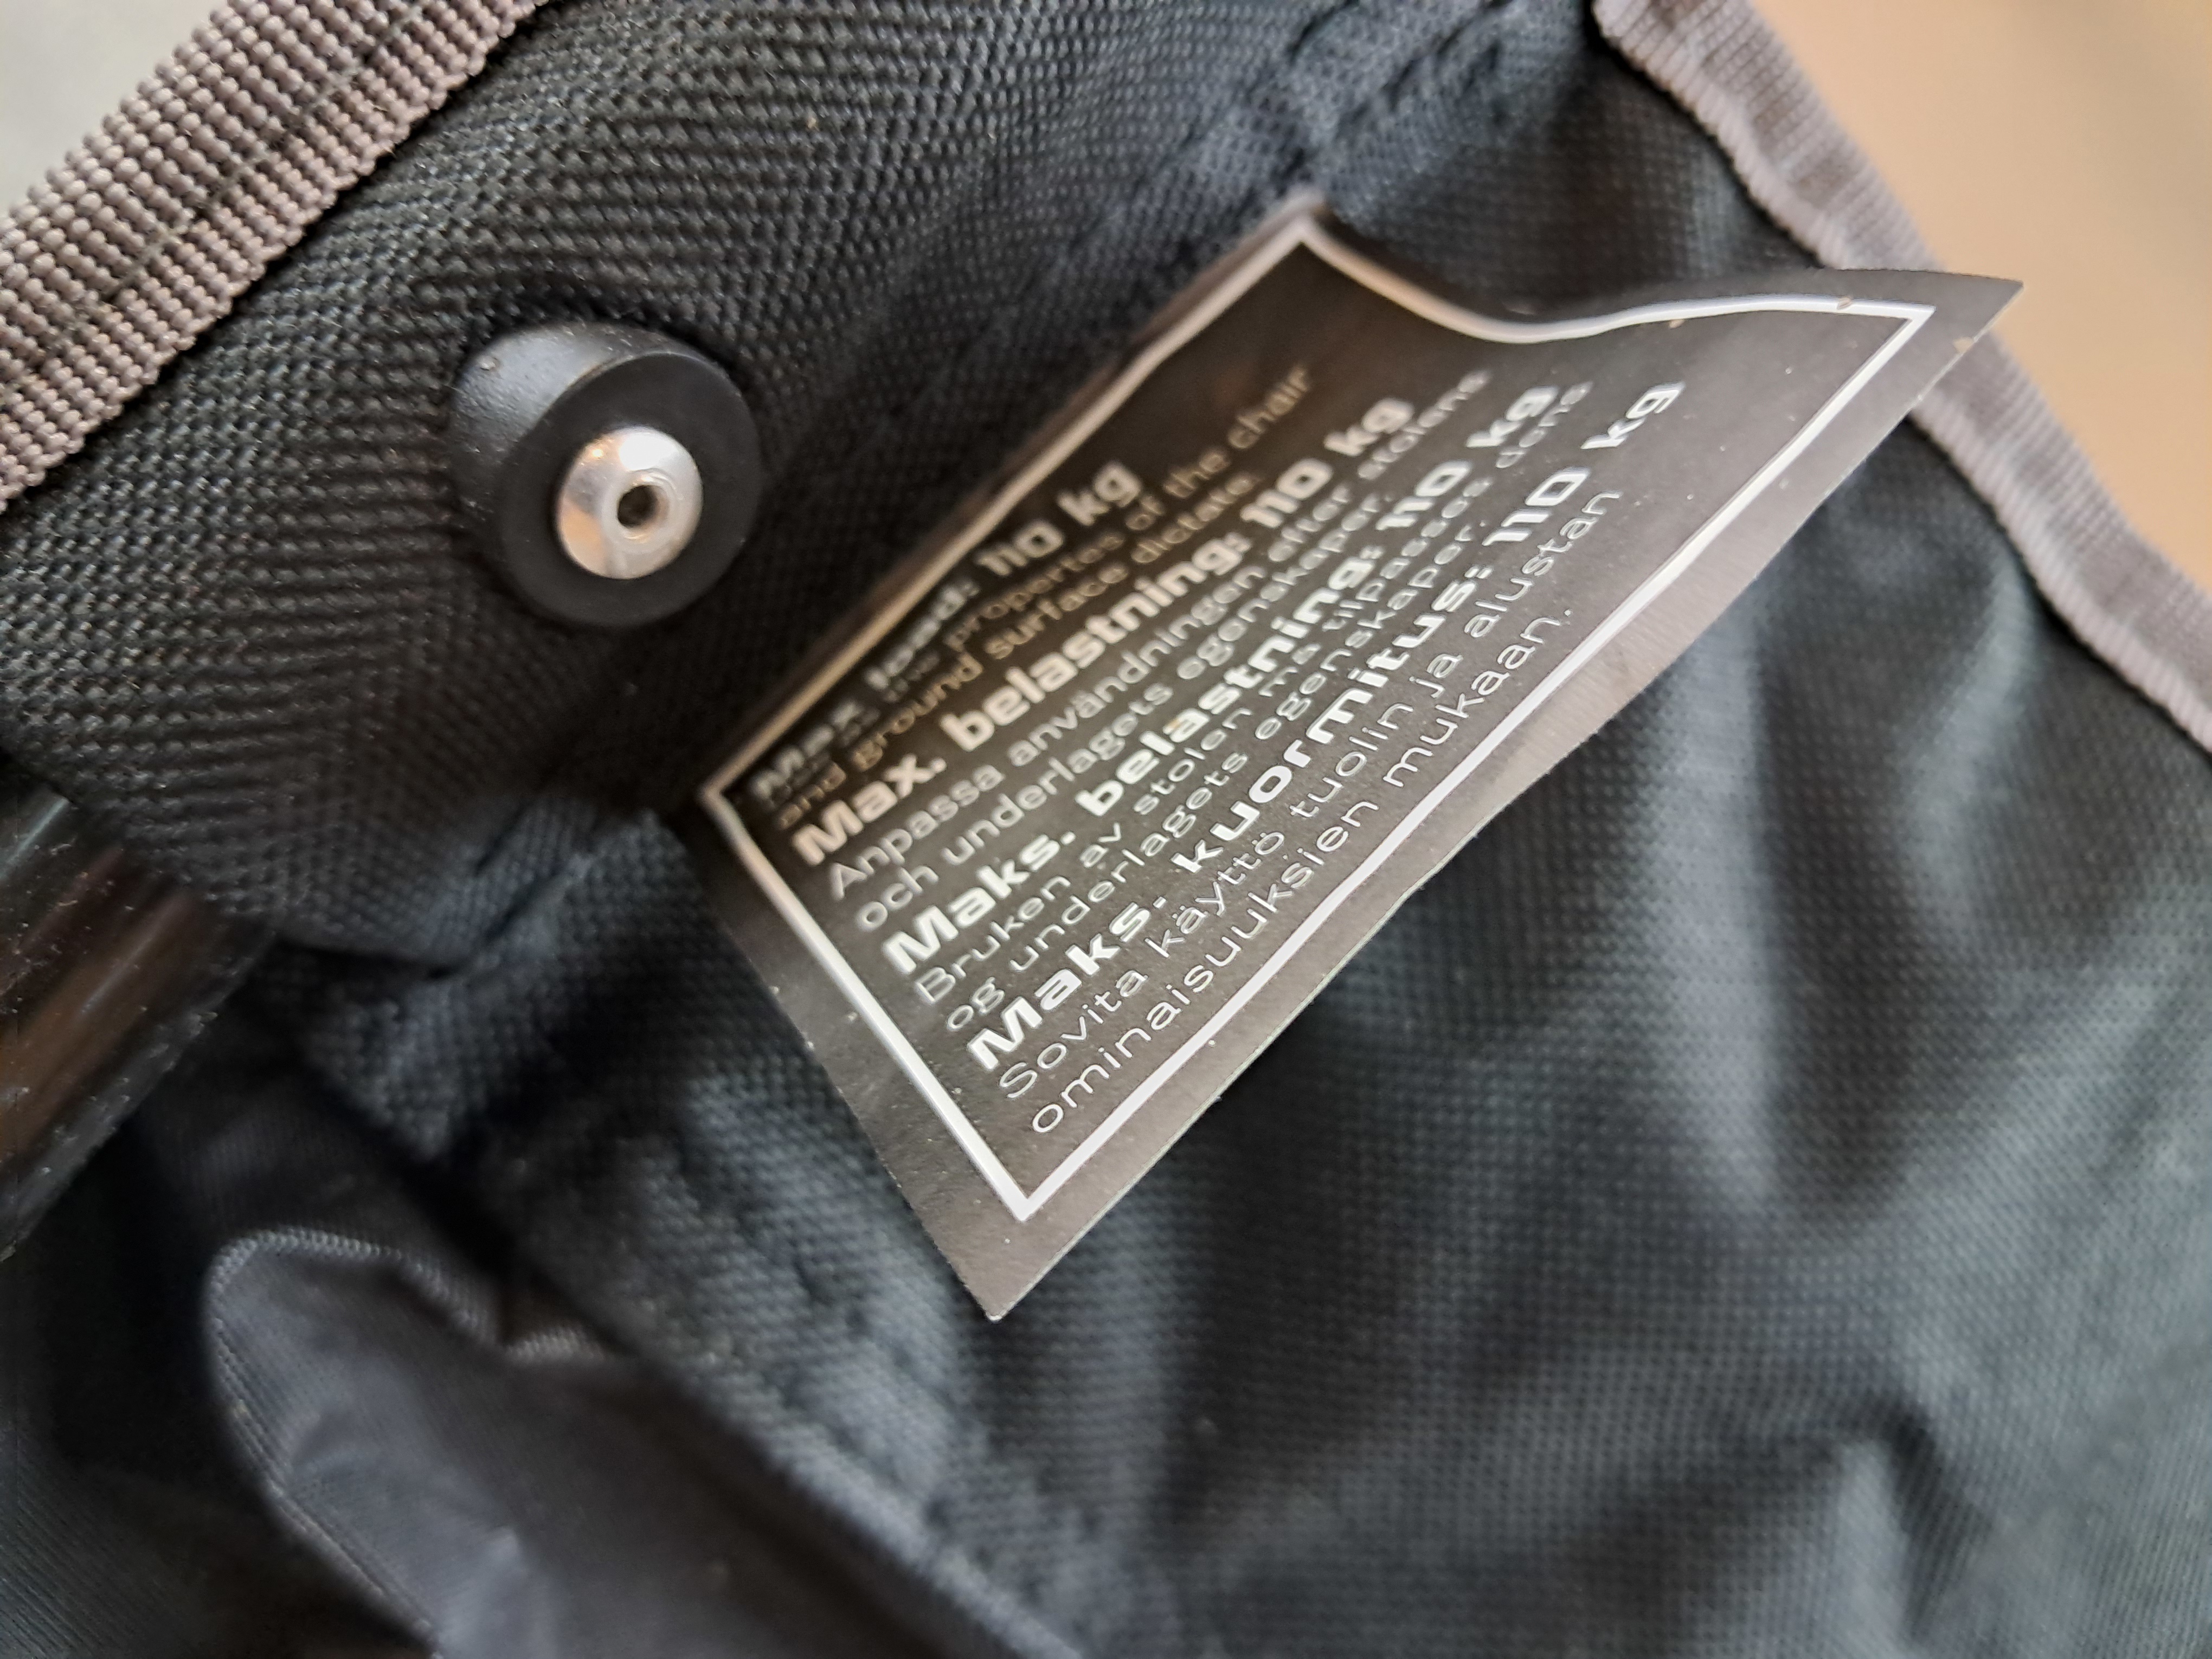 Max load: 110 kg
Use the propertes of the chair
and ground surface dictate.
Max. belastning: 110 kg
Anpassa användningen efter stolens
och underlagets egenskaper.
Maks. belastning: 110 kg
Bruken av stolen må tilpasses dens
og underlagets egenskaper.
Maks. kuormitus: 110 kg
Sovita käyttö tuolin ja alustan
ominaisuuksien mukaan.